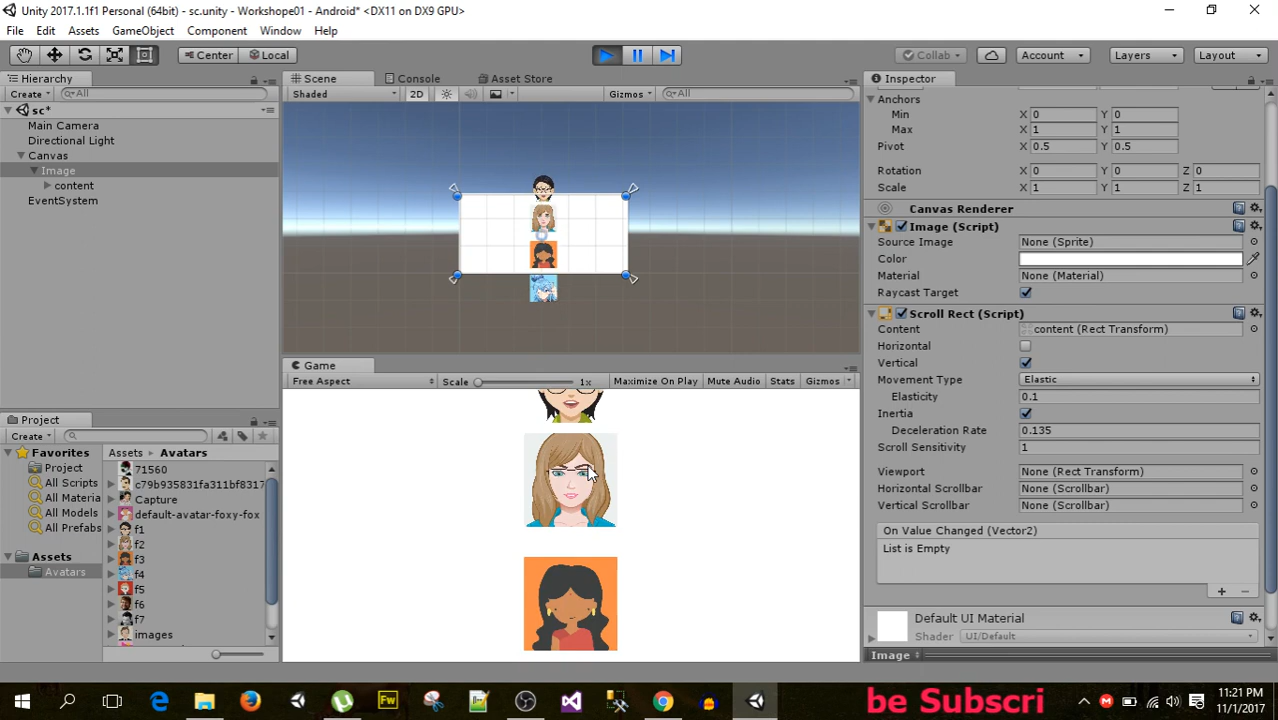 Unity 2017.1.1f1 Personal (64bit) - sc.unity - Workshope01 - Android* <DX11 on DX9 GPU>
File Edit Assets GameObject Component Window Help
Center Local Collab Account Layers Layout
Hierarchy
Create All
sc*
Main Camera
Directional Light
Canvas
Image
content
EventSystem
Scene Console Asset Store
Shaded 2D Gizmos All
Game
Free Aspect Scale 1x Maximize On Play Mute Audio Stats Gizmos
Project
Create
Favorites
Project
All Scripts
All Materia
All Models
All Prefabs
Assets
Avatars
Assets Avatars
71560
c79b935831fa311bf8317
Capture
default-avatar-foxy-fox
f1
f2
f3
f4
f5
f6
f7
images
Inspector
Anchors
Min X 0 Y 0
Max X 1 Y 1
Pivot X 0.5 Y 0.5
Rotation X 0 Y 0 Z 0
Scale X 1 Y 1 Z 1
Canvas Renderer
Image (Script)
Source Image None (Sprite)
Color
Material None (Material)
Raycast Target
Scroll Rect (Script)
Content content (Rect Transform)
Horizontal
Vertical
Movement Type Elastic
Elasticity 0.1
Inertia
Deceleration Rate 0.135
Scroll Sensitivity 1
Viewport None (Rect Transform)
Horizontal Scrollbar None (Scrollbar)
Vertical Scrollbar None (Scrollbar)
On Value Changed (Vector2)
List is Empty
Default UI Material
Shader UI/Default
Image
Fw
be Subscri
11:21 PM
11/1/2017